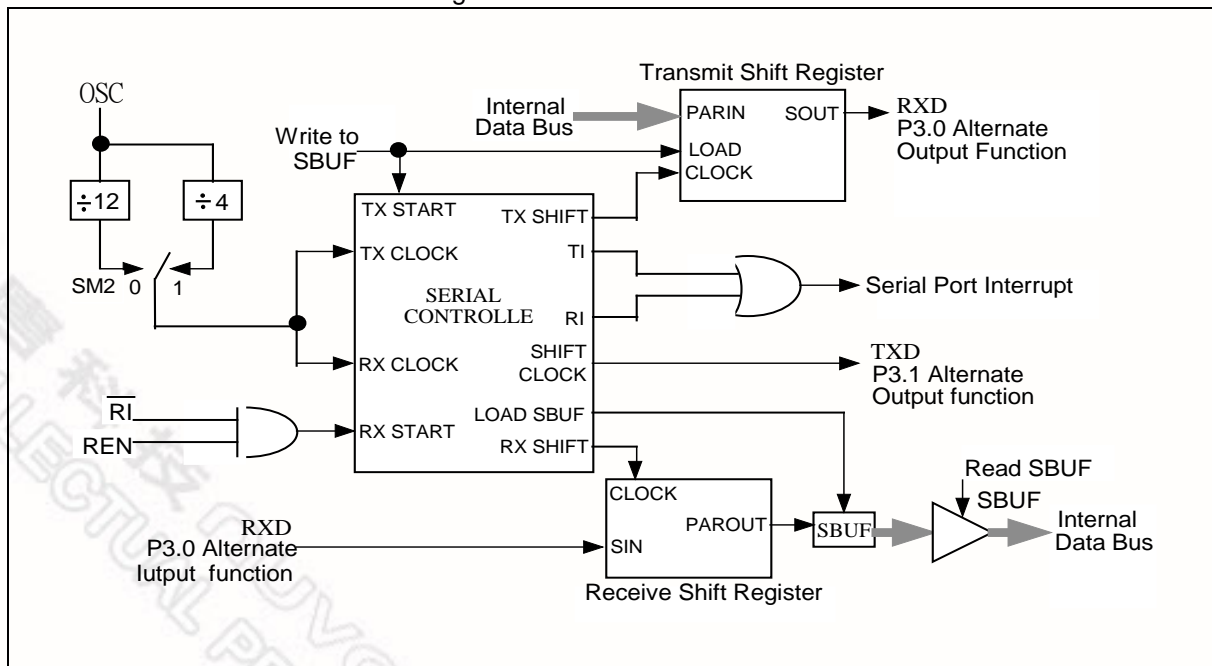 Transmit Shift Register
OSC
Internal
Data Bus
PARIN
SOUT
RXD
P3.0 Alternate
Output Function
Write to
SBUF
LOAD
CLOCK
÷12
÷4
TX START
TX SHIFT
TX CLOCK
TI
SM2 0 1
SERIAL
CONTROLLE
RI
Serial Port Interrupt
SHIFT
CLOCK
TXD
P3.1 Alternate
Output function
RX CLOCK
RI
REN
RX START
LOAD SBUF
RX SHIFT
Read SBUF
CLOCK
SBUF
RXD
P3.0 Alternate
Iutput function
SIN
PAROUT
SBUF
Internal
Data Bus
Receive Shift Register
科技